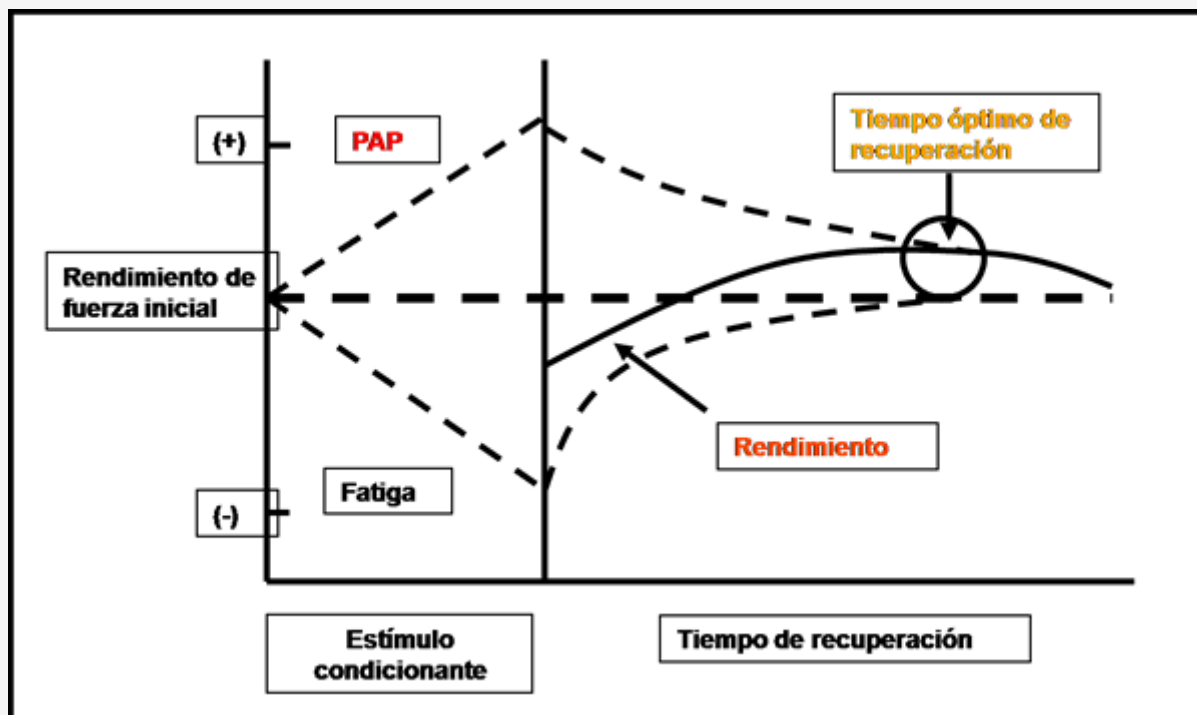 (+)
PAP
Tiempo óptimo de
recuperación
Rendimiento de
fuerza inicial
Rendimiento
Fatiga
(-)
Estímulo
condicionante
Tiempo de recuperación